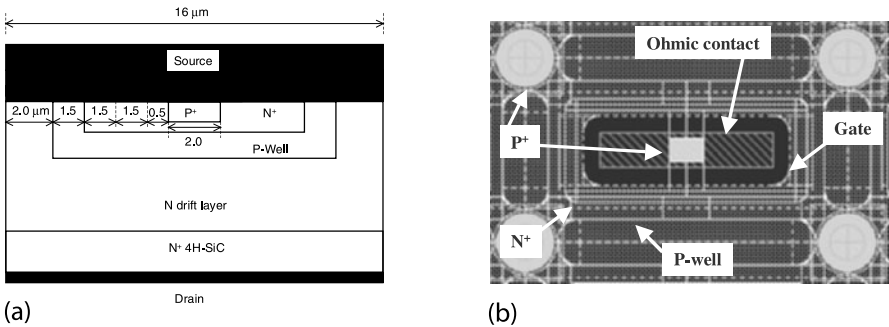 16 μm
Source
2.0 μm 1.5 1.5 1.5 0.5 P+ N+
2.0
P-Well
N drift layer
N+ 4H-SiC
Drain
(a)
Ohmic contact
Gate
P+
N+
P-well
(b)